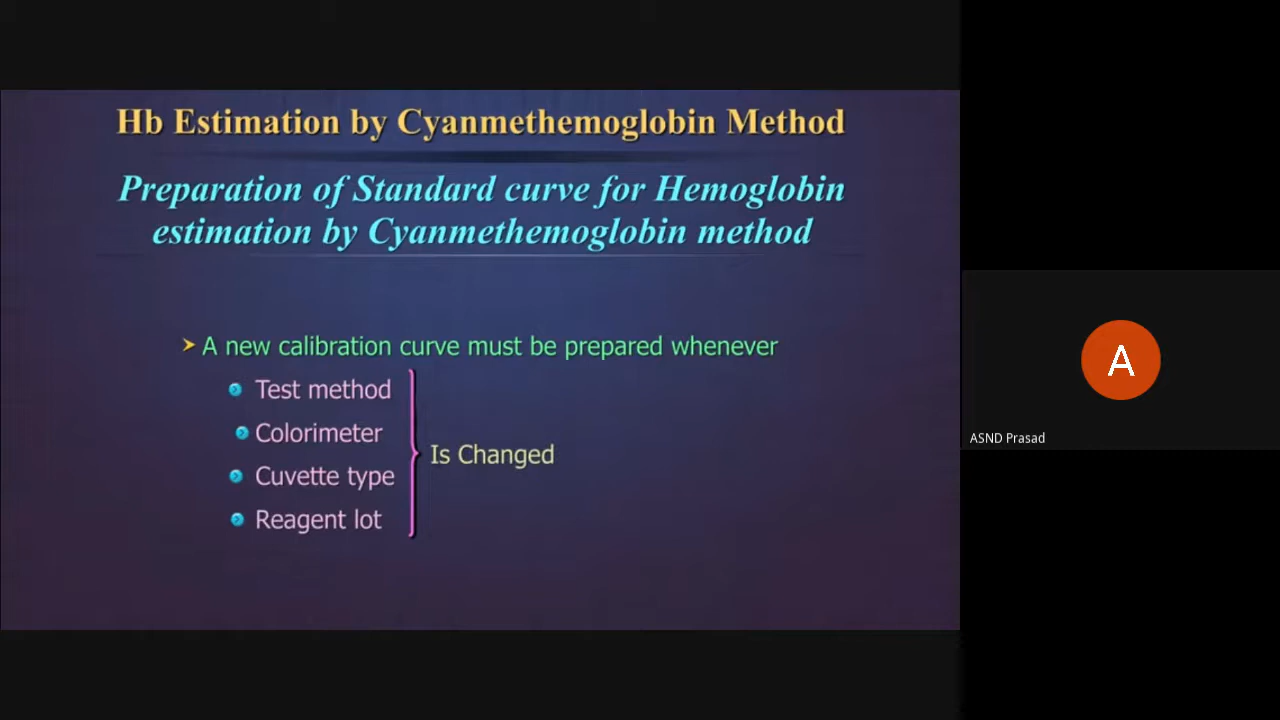 Hb Estimation by Cyanmethemoglobin Method
Preparation of Standard curve for Hemoglobin
estimation by Cyanmethemoglobin method
A new calibration curve must be prepared whenever
Test method
Colorimeter
Is Changed
Cuvette type
Reagent lot
A
ASND Prasad